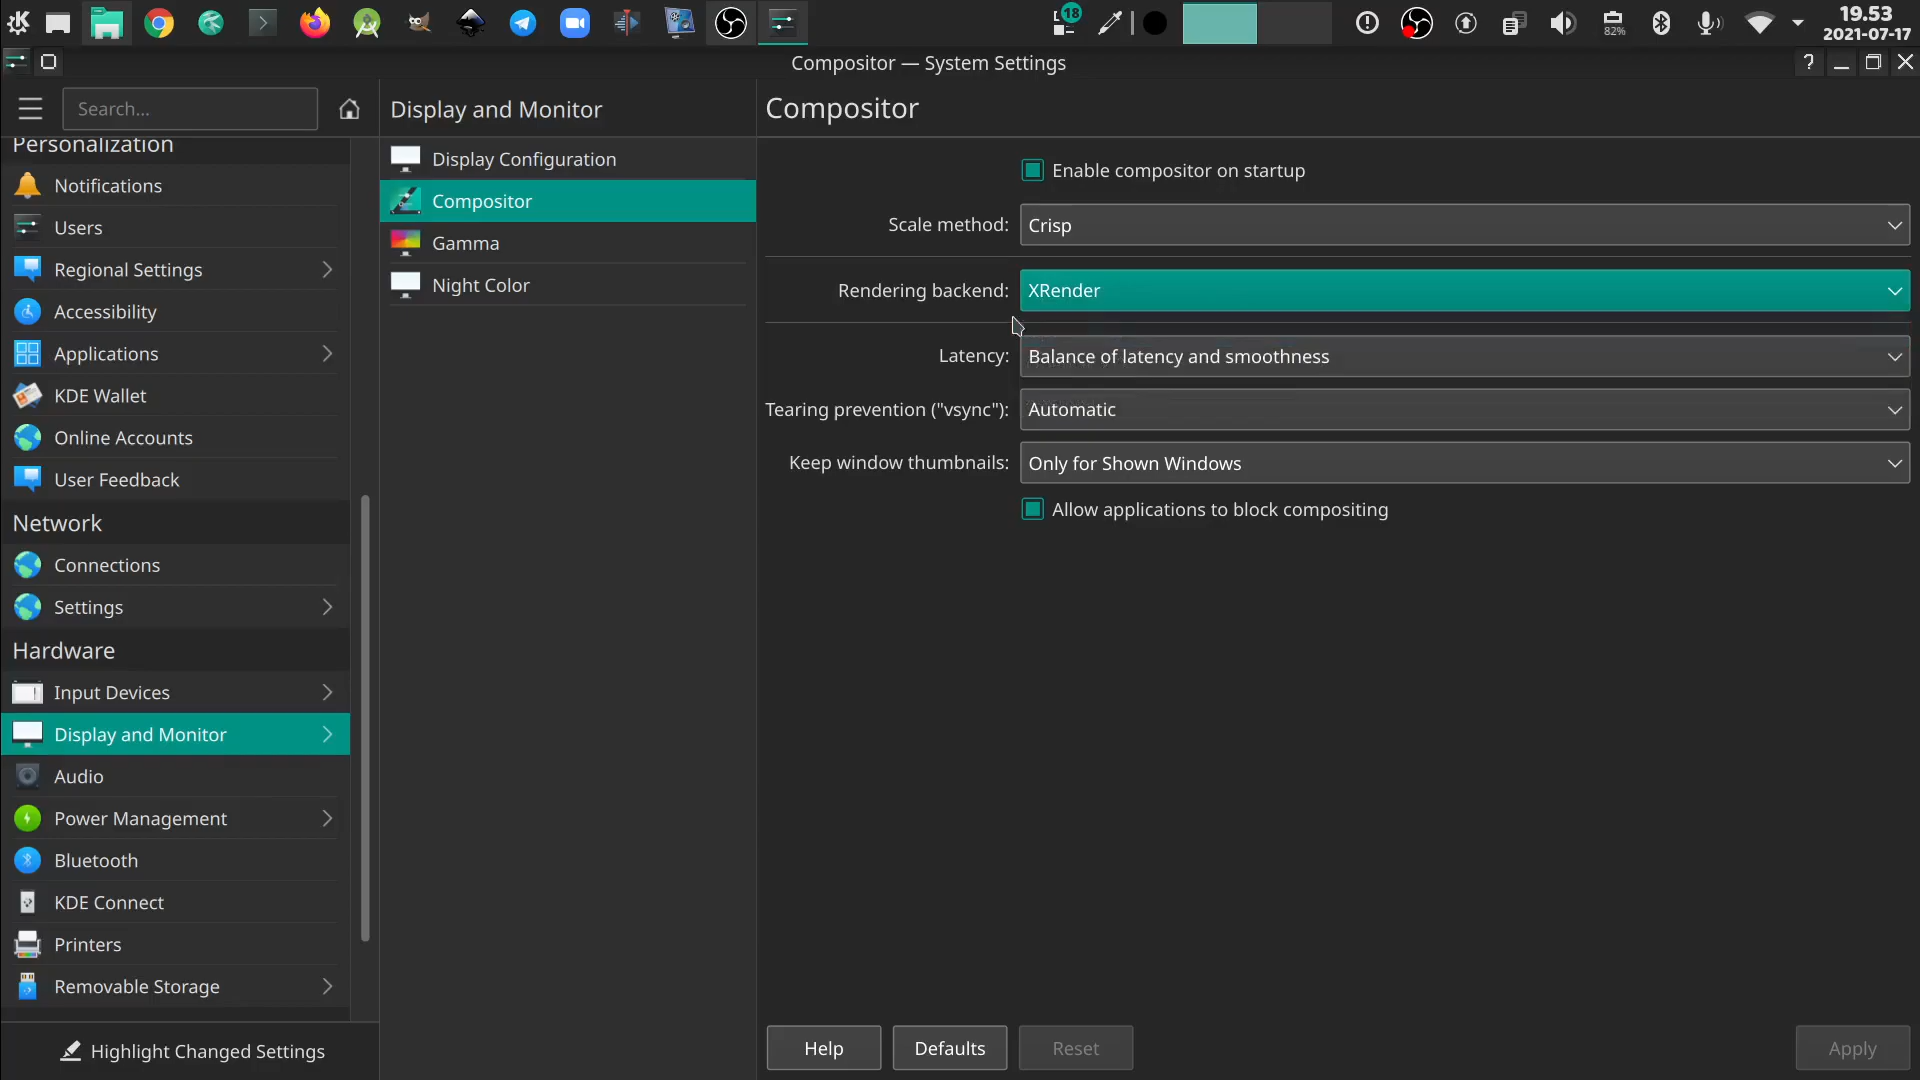 18
82%
19.53
2021-07-17
Compositor — System Settings
?
Search...
Display and Monitor
Compositor
Personalization
Notifications
Users
Regional Settings
Accessibility
Applications
KDE Wallet
Online Accounts
User Feedback
Network
Connections
Settings
Hardware
Input Devices
Display and Monitor
Audio
Power Management
Bluetooth
KDE Connect
Printers
Removable Storage
Highlight Changed Settings
Display Configuration
Compositor
Gamma
Night Color
Enable compositor on startup
Scale method: Crisp
Rendering backend: XRender
Latency: Balance of latency and smoothness
Tearing prevention ("vsync"): Automatic
Keep window thumbnails: Only for Shown Windows
Allow applications to block compositing
Help
Defaults
Reset
Apply